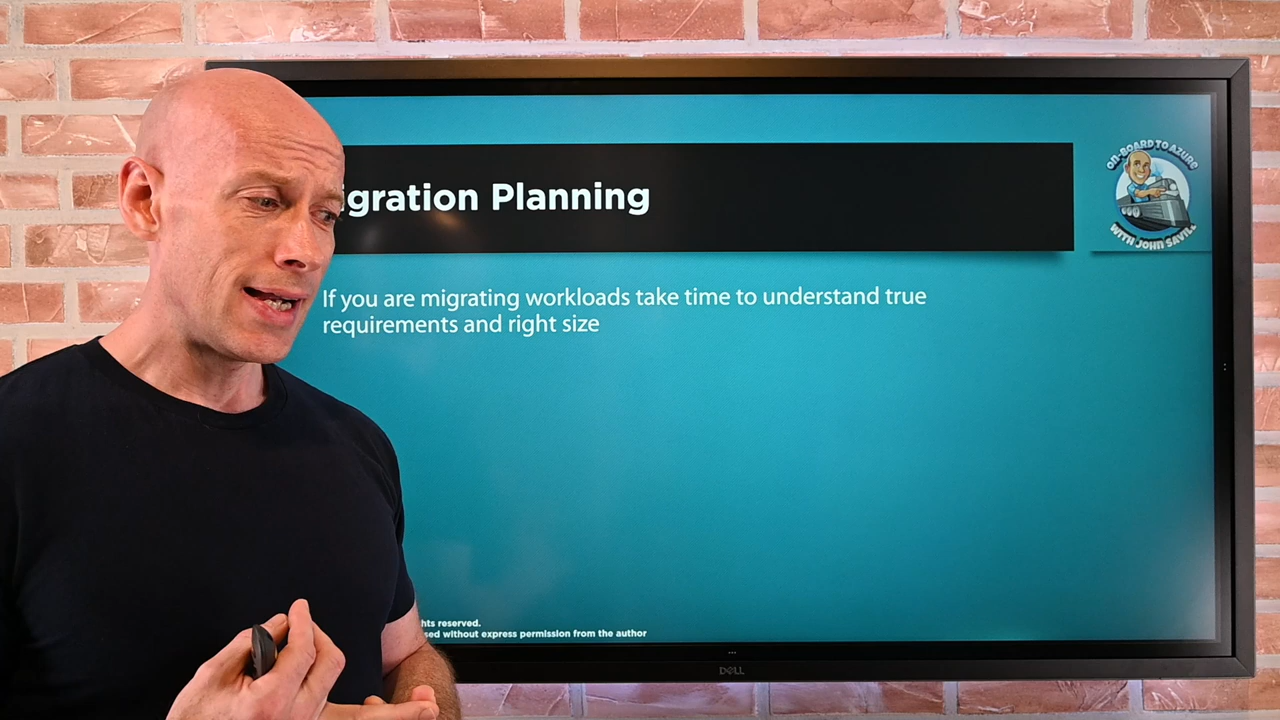 igration Planning
ON-BOARD TO AZURE
WITH JOHN SAVILL
If you are migrating workloads take time to understand true
requirements and right size
hts reserved.
sed without express permission from the author
DELL